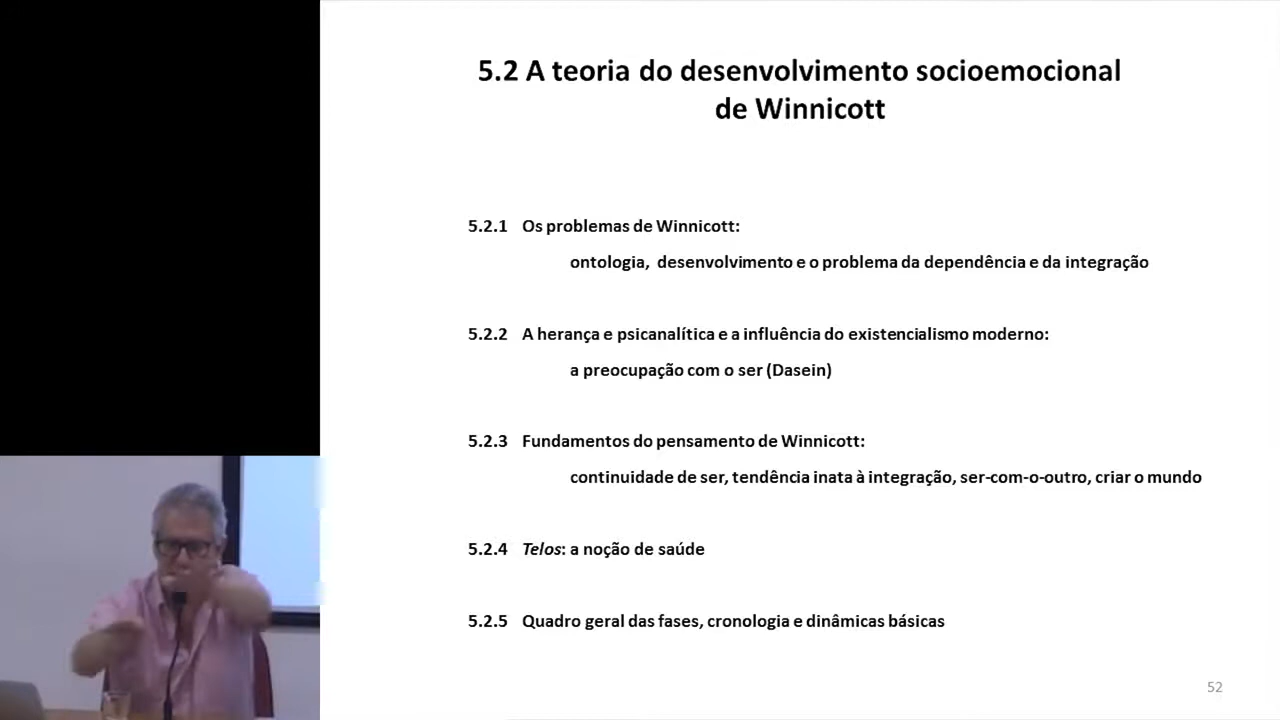 5.2 A teoria do desenvolvimento socioemocional
de Winnicott
5.2.1 Os problemas de Winnicott:
ontologia, desenvolvimento e o problema da dependência e da integração
5.2.2 A herança e psicanalítica e a influência do existencialismo moderno:
a preocupação com o ser (Dasein)
5.2.3 Fundamentos do pensamento de Winnicott:
continuidade de ser, tendência inata à integração, ser-com-o-outro, criar o mundo
5.2.4 Telos: a noção de saúde
5.2.5 Quadro geral das fases, cronologia e dinâmicas básicas
52